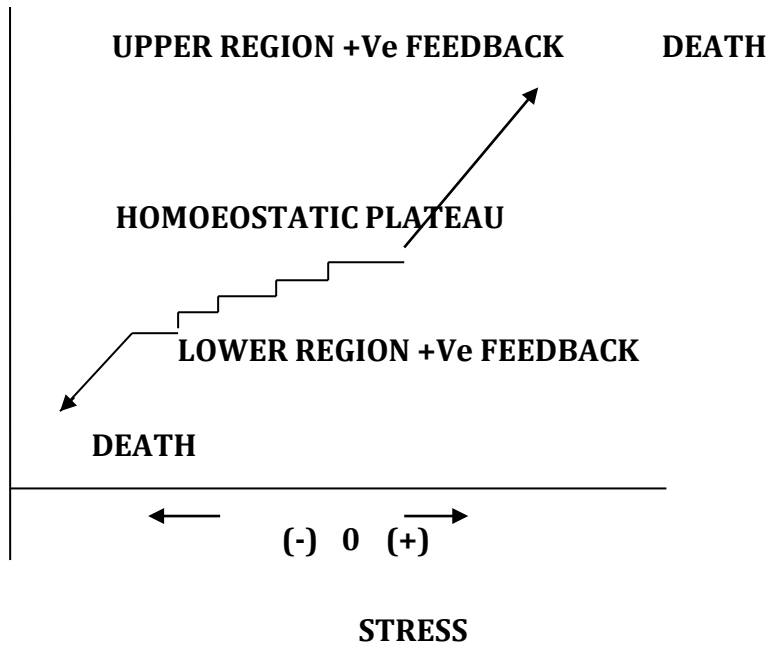 UPPER REGION +Ve FEEDBACK DEATH
HOMOEOSTATIC PLATEAU
LOWER REGION +Ve FEEDBACK
DEATH
(-) 0 (+)
STRESS